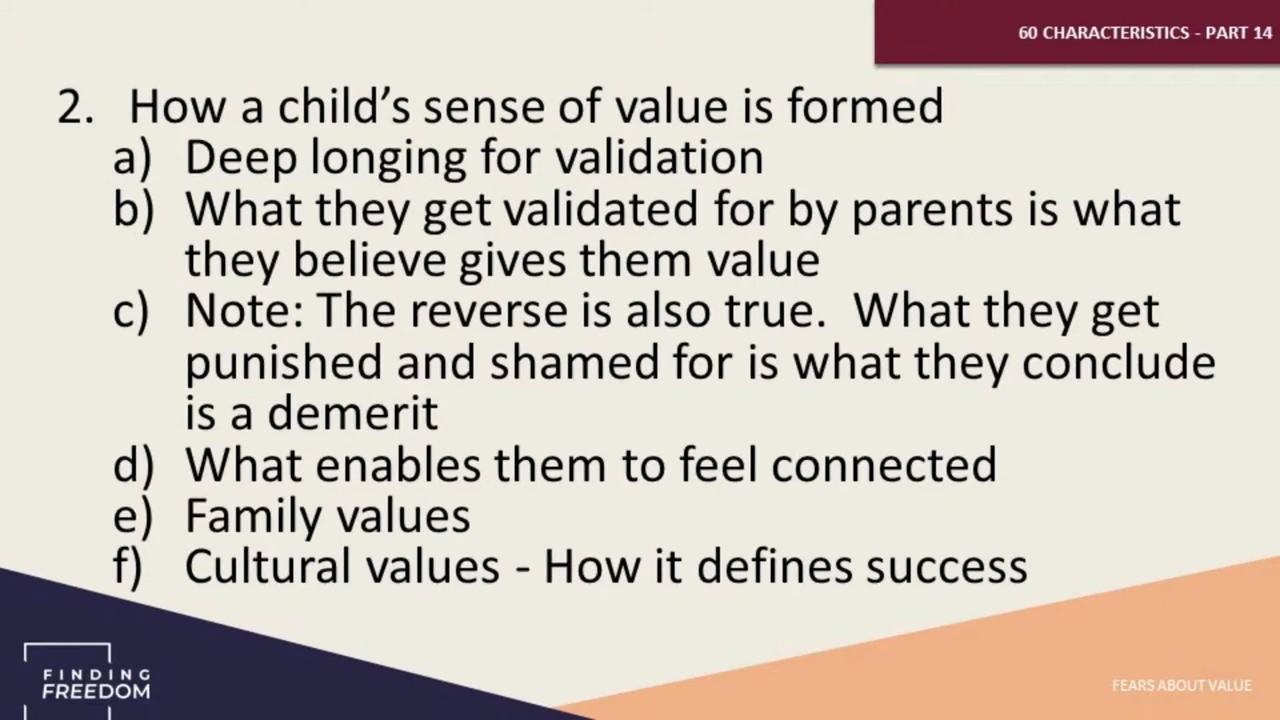 60 CHARACTERISTICS - PART 14
2. How a child's sense of value is formed
a) Deep longing for validation
b) What they get validated for by parents is what
they believe gives them value
c) Note: The reverse is also true.  What they get
punished and shamed for is what they conclude
is a demerit
d) What enables them to feel connected
e) Family values
f) Cultural values - How it defines success
FINDING
FREEDOM
FEARS ABOUT VALUE